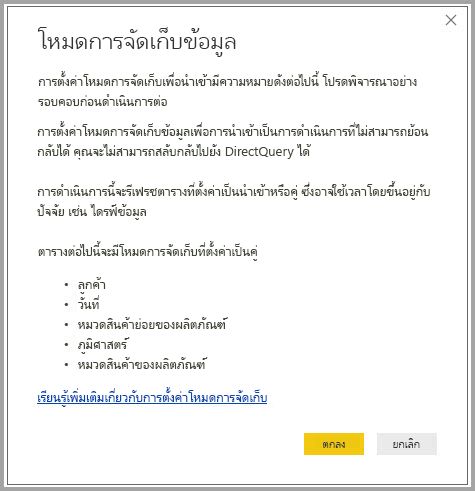 โหมดการจัดเก็บข้อมูล
การตั้งค่าโหมดการจัดเก็บเพื่อนำเข้ามีความหมายดังต่อไปนี้ โปรดพิจารณาอย่าง
รอบคอบก่อนดำเนินการต่อ
การตั้งค่าโหมดการจัดเก็บข้อมูลเพื่อการนำเข้าเป็นการดำเนินการที่ไม่สามารถย้อน
กลับได้ คุณจะไม่สามารถสลับกลับไปยัง DirectQuery ได้
การดำเนินการนี้จะรีเฟรชตารางที่ตั้งค่าเป็นนำเข้าหรือคู่ ซึ่งอาจใช้เวลาโดยขึ้นอยู่กับ
ปัจจัย เช่น ไดรฟ์ข้อมูล
ตารางต่อไปนี้จะมีโหมดการจัดเก็บที่ตั้งค่าเป็นคู่
• ลูกค้า
• วันที่
• หมวดสินค้าย่อยของผลิตภัณฑ์
• ภูมิศาสตร์
• หมวดสินค้าของผลิตภัณฑ์
เรียนรู้เพิ่มเติมเกี่ยวกับการตั้งค่าโหมดการจัดเก็บ
ตกลง ยกเลิก